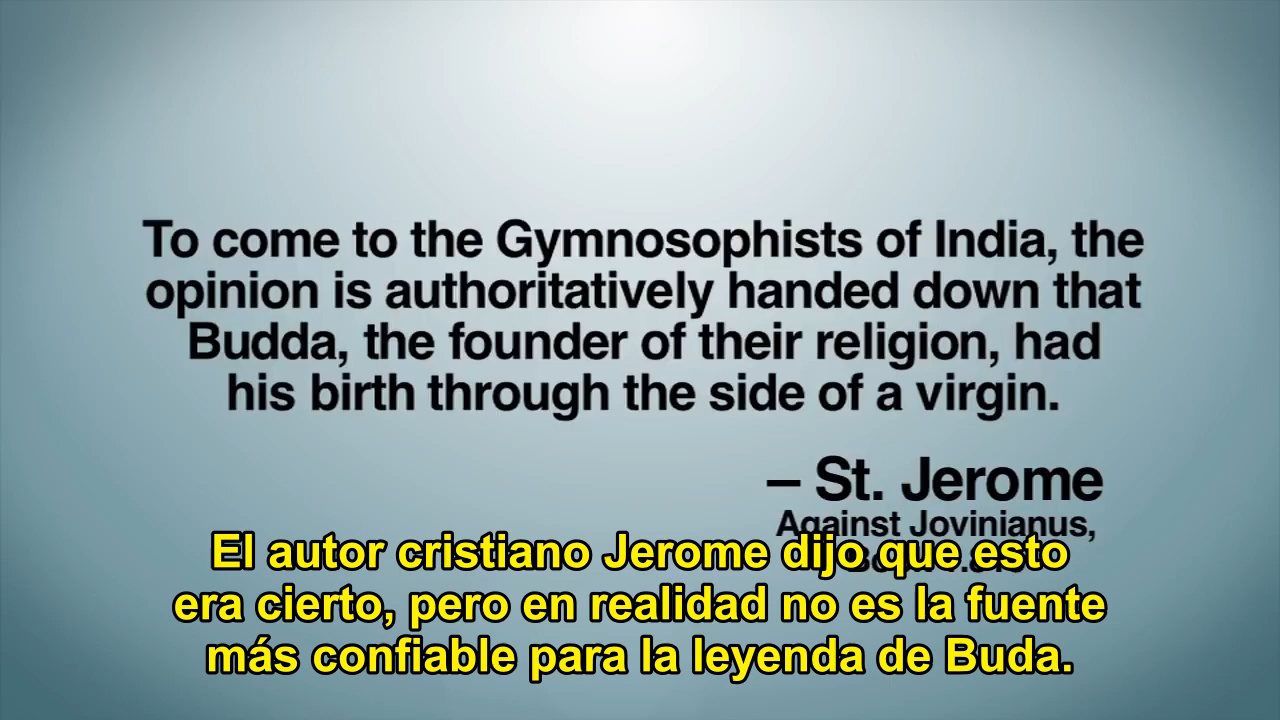 To come to the Gymnosophists of India, the
opinion is authoritatively handed down that
Budda, the founder of their religion, had
his birth through the side of a virgin.
– St. Jerome
Against Jovinianus,
El autor cristiano Jerome dijo que esto
era cierto, pero en realidad no es la fuente
más confiable para la leyenda de Buda.